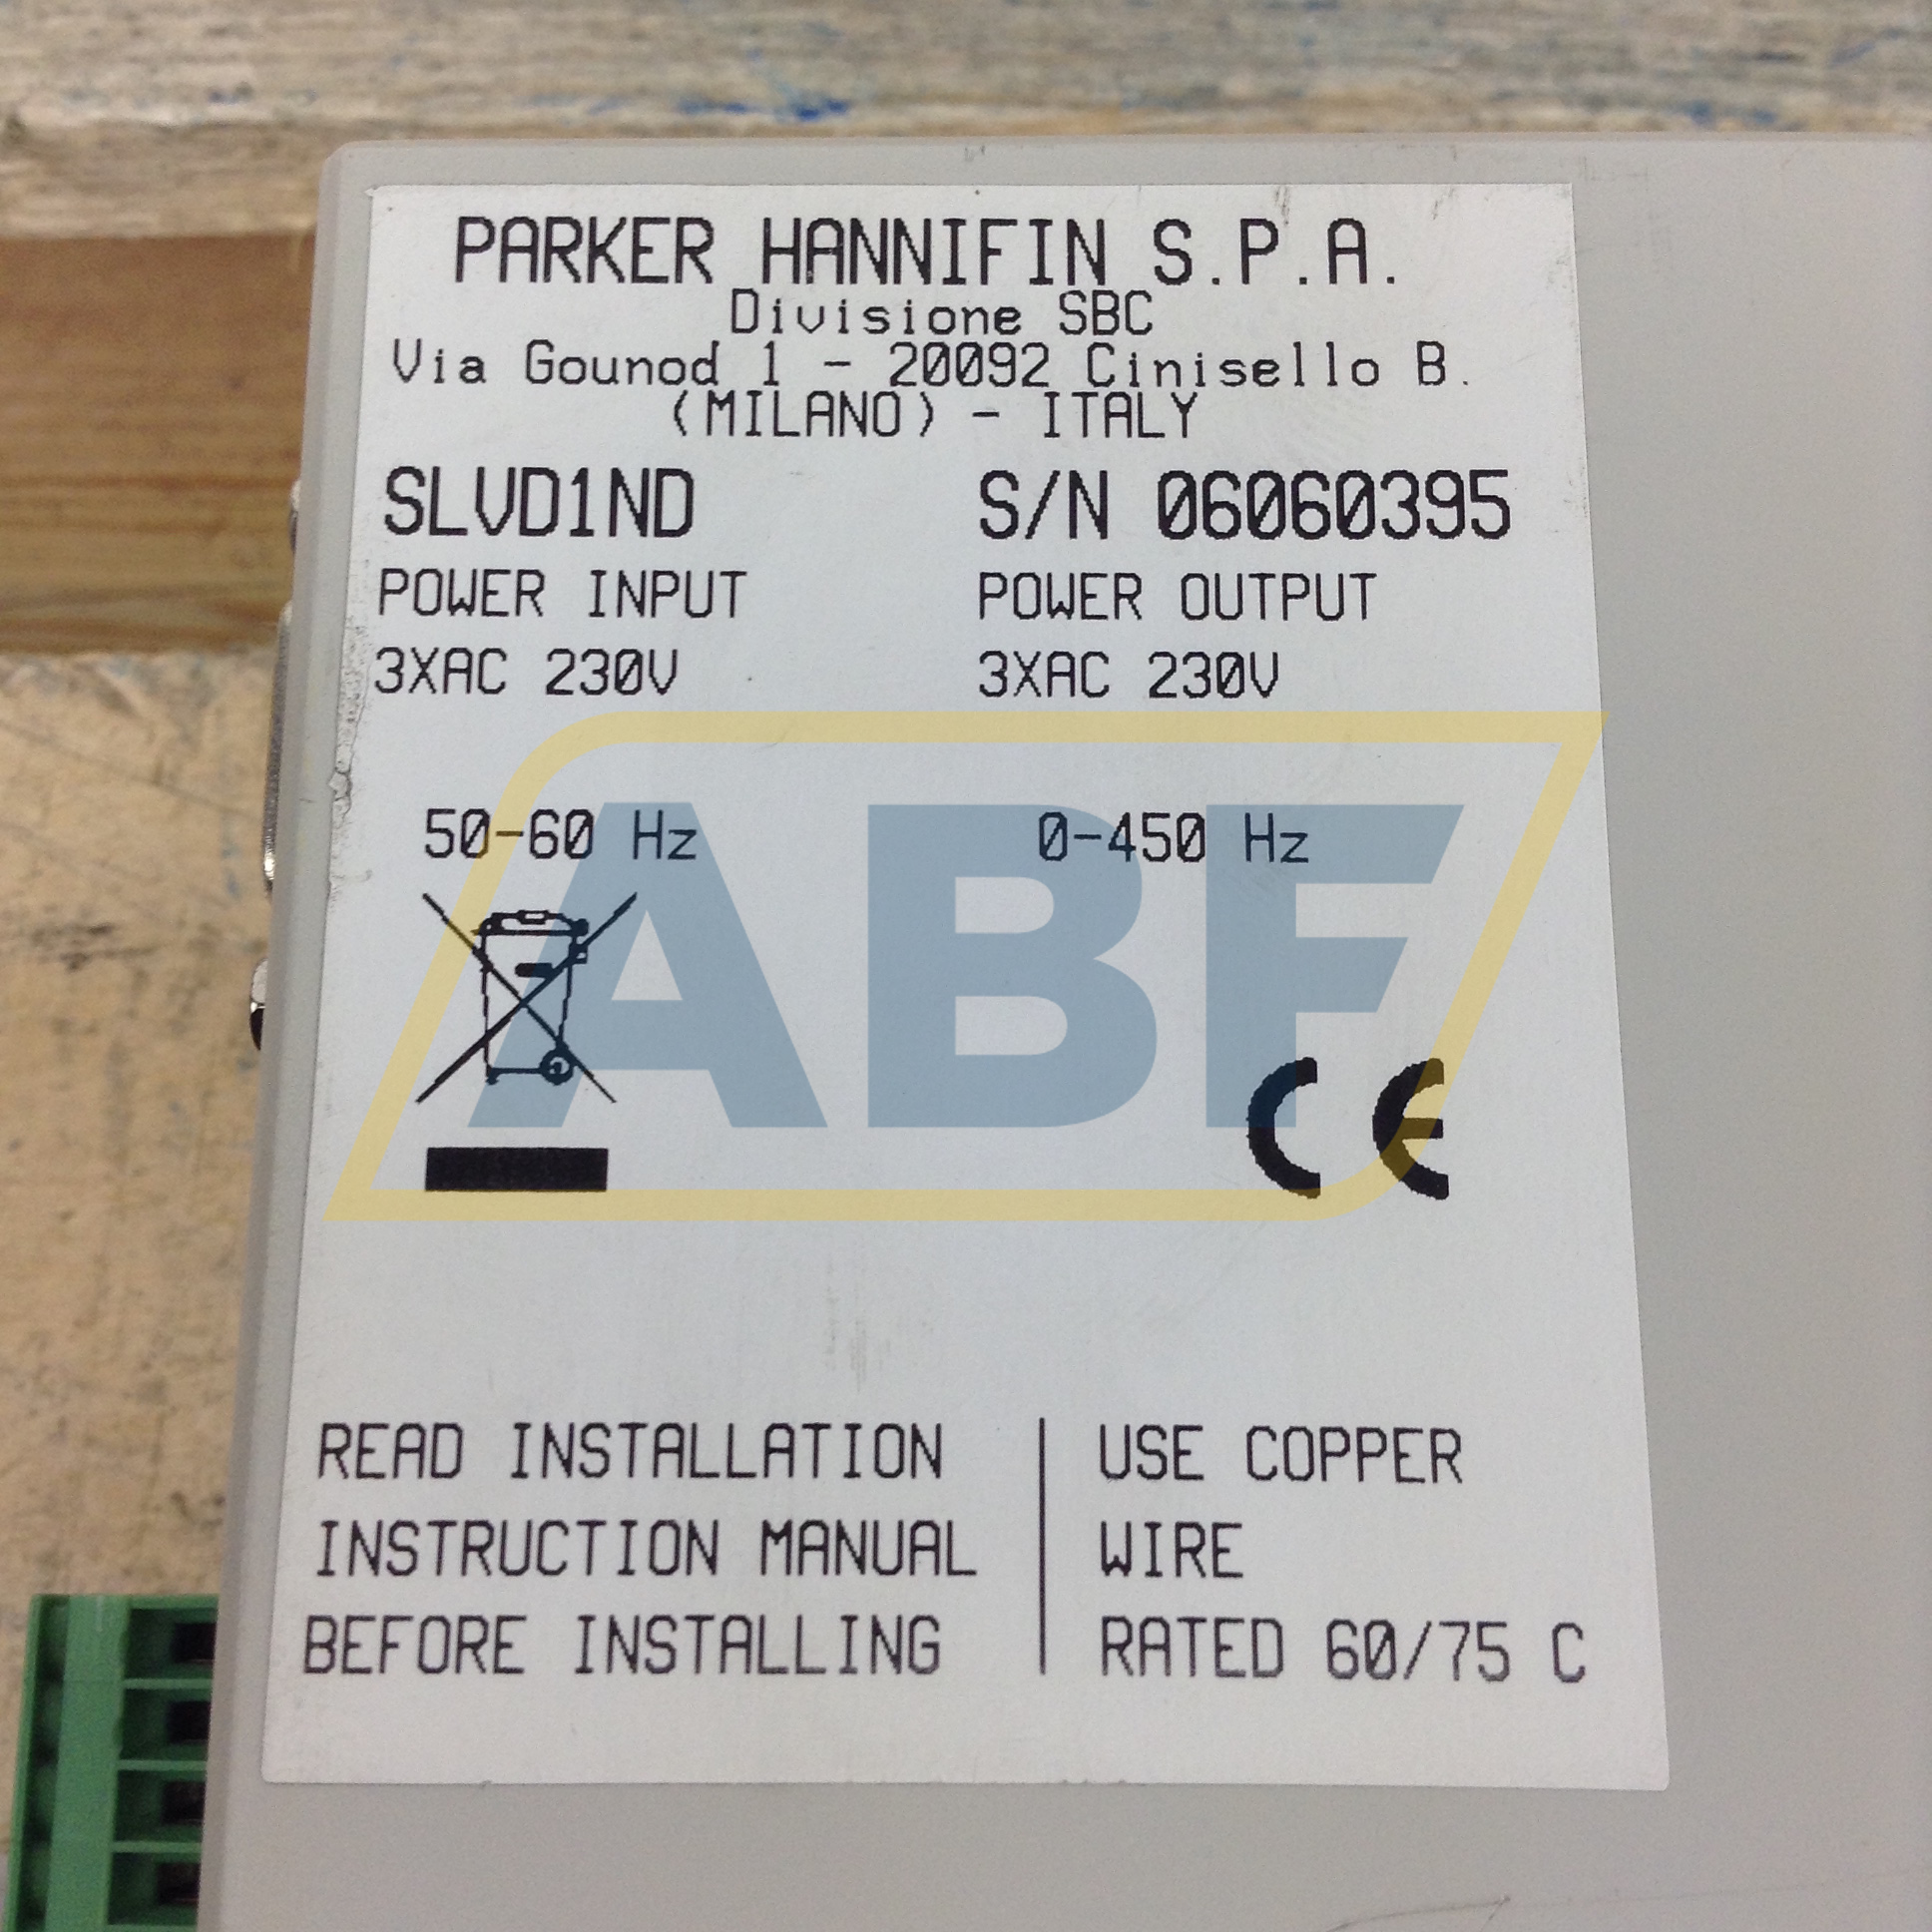 PARKER HANNIFIN S.P.A.
Divisione SBC
Via Gounod 1 - 20092 Cinisello B.
(MILANO) - ITALY
SLVD1ND S/N 06060395
POWER INPUT POWER OUTPUT
3XAC 230V 3XAC 230V
50-60 Hz 0-450 Hz
ABF
CE
READ INSTALLATION
INSTRUCTION MANUAL
BEFORE INSTALLING
USE COPPER
WIRE
RATED 60/75 C